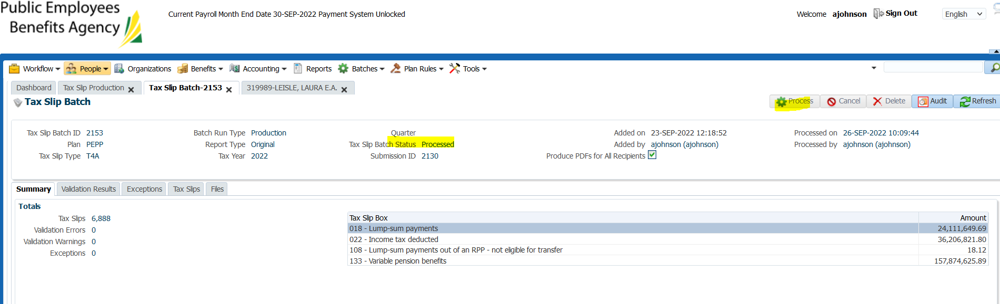 Public Employees
Benefits Agency
Current Payroll Month End Date 30-SEP-2022 Payment System Unlocked
Welcome ajohnson Sign Out English
Workflow People Organizations Benefits Accounting Reports Batches Plan Rules Tools
Dashboard Tax Slip Production Tax Slip Batch-2153 319989-LEISLE, LAURA E.A.
Tax Slip Batch Process Cancel Delete Audit Refresh
Tax Slip Batch ID 2153 Batch Run Type Production Quarter Added on 23-SEP-2022 12:18:52 Processed on 26-SEP-2022 10:09:44
Plan PEPP Report Type Original Tax Slip Batch Status Processed Added by ajohnson (ajohnson) Processed by ajohnson (ajohnson)
Tax Slip Type T4A Tax Year 2022 Submission ID 2130 Produce PDFs for All Recipients
Summary Validation Results Exceptions Tax Slips Files
Totals
Tax Slips 6,888
Validation Errors 0
Validation Warnings 0
Exceptions 0
Tax Slip Box Amount
018 - Lump-sum payments 24,111,649.69
022 - Income tax deducted 36,206,821.80
108 - Lump-sum payments out of an RPP - not eligible for transfer 18.12
133 - Variable pension benefits 157,874,625.89